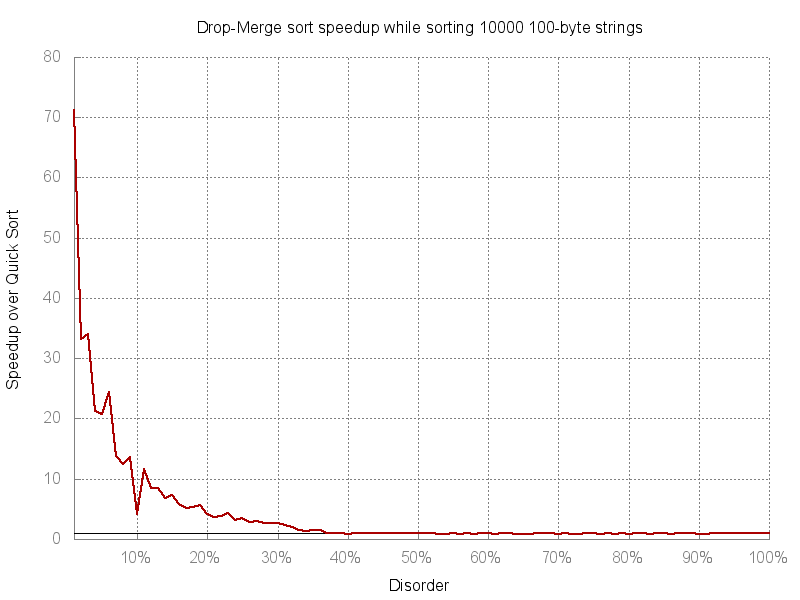 Drop-Merge sort speedup while sorting 10000 100-byte strings
80
70
60
50
40
30
20
10
0
Speedup over Quick Sort
10% 20% 30% 40% 50% 60% 70% 80% 90% 100%
Disorder